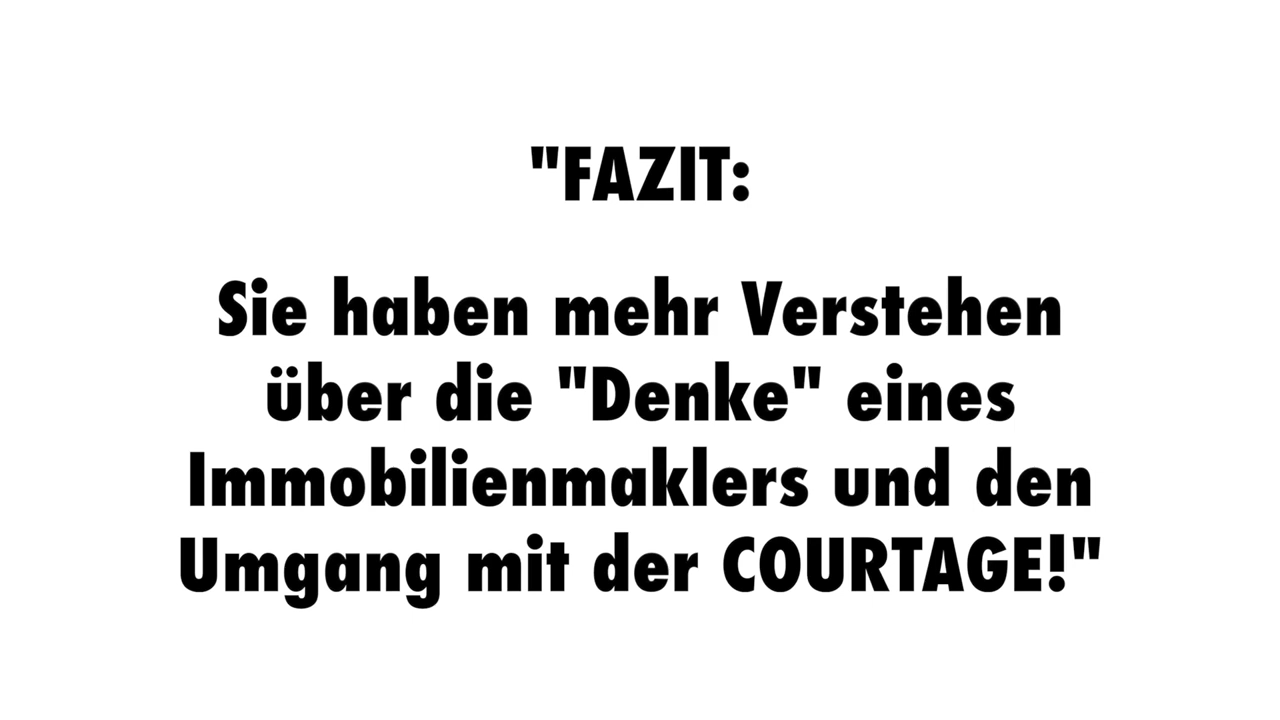 "FAZIT:
Sie haben mehr Verstehen
über die "Denke" eines
Immobilienmaklers und den
Umgang mit der COURTAGE!"